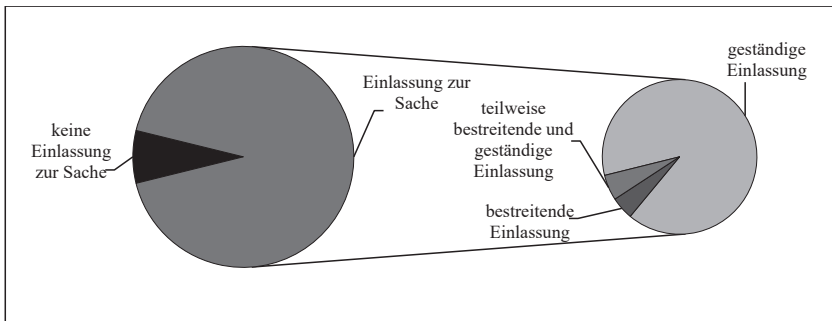 keine
Einlassung
zur Sache
Einlassung zur
Sache
teilweise
bestreitende und
geständige
Einlassung
bestreitende
Einlassung
geständige
Einlassung